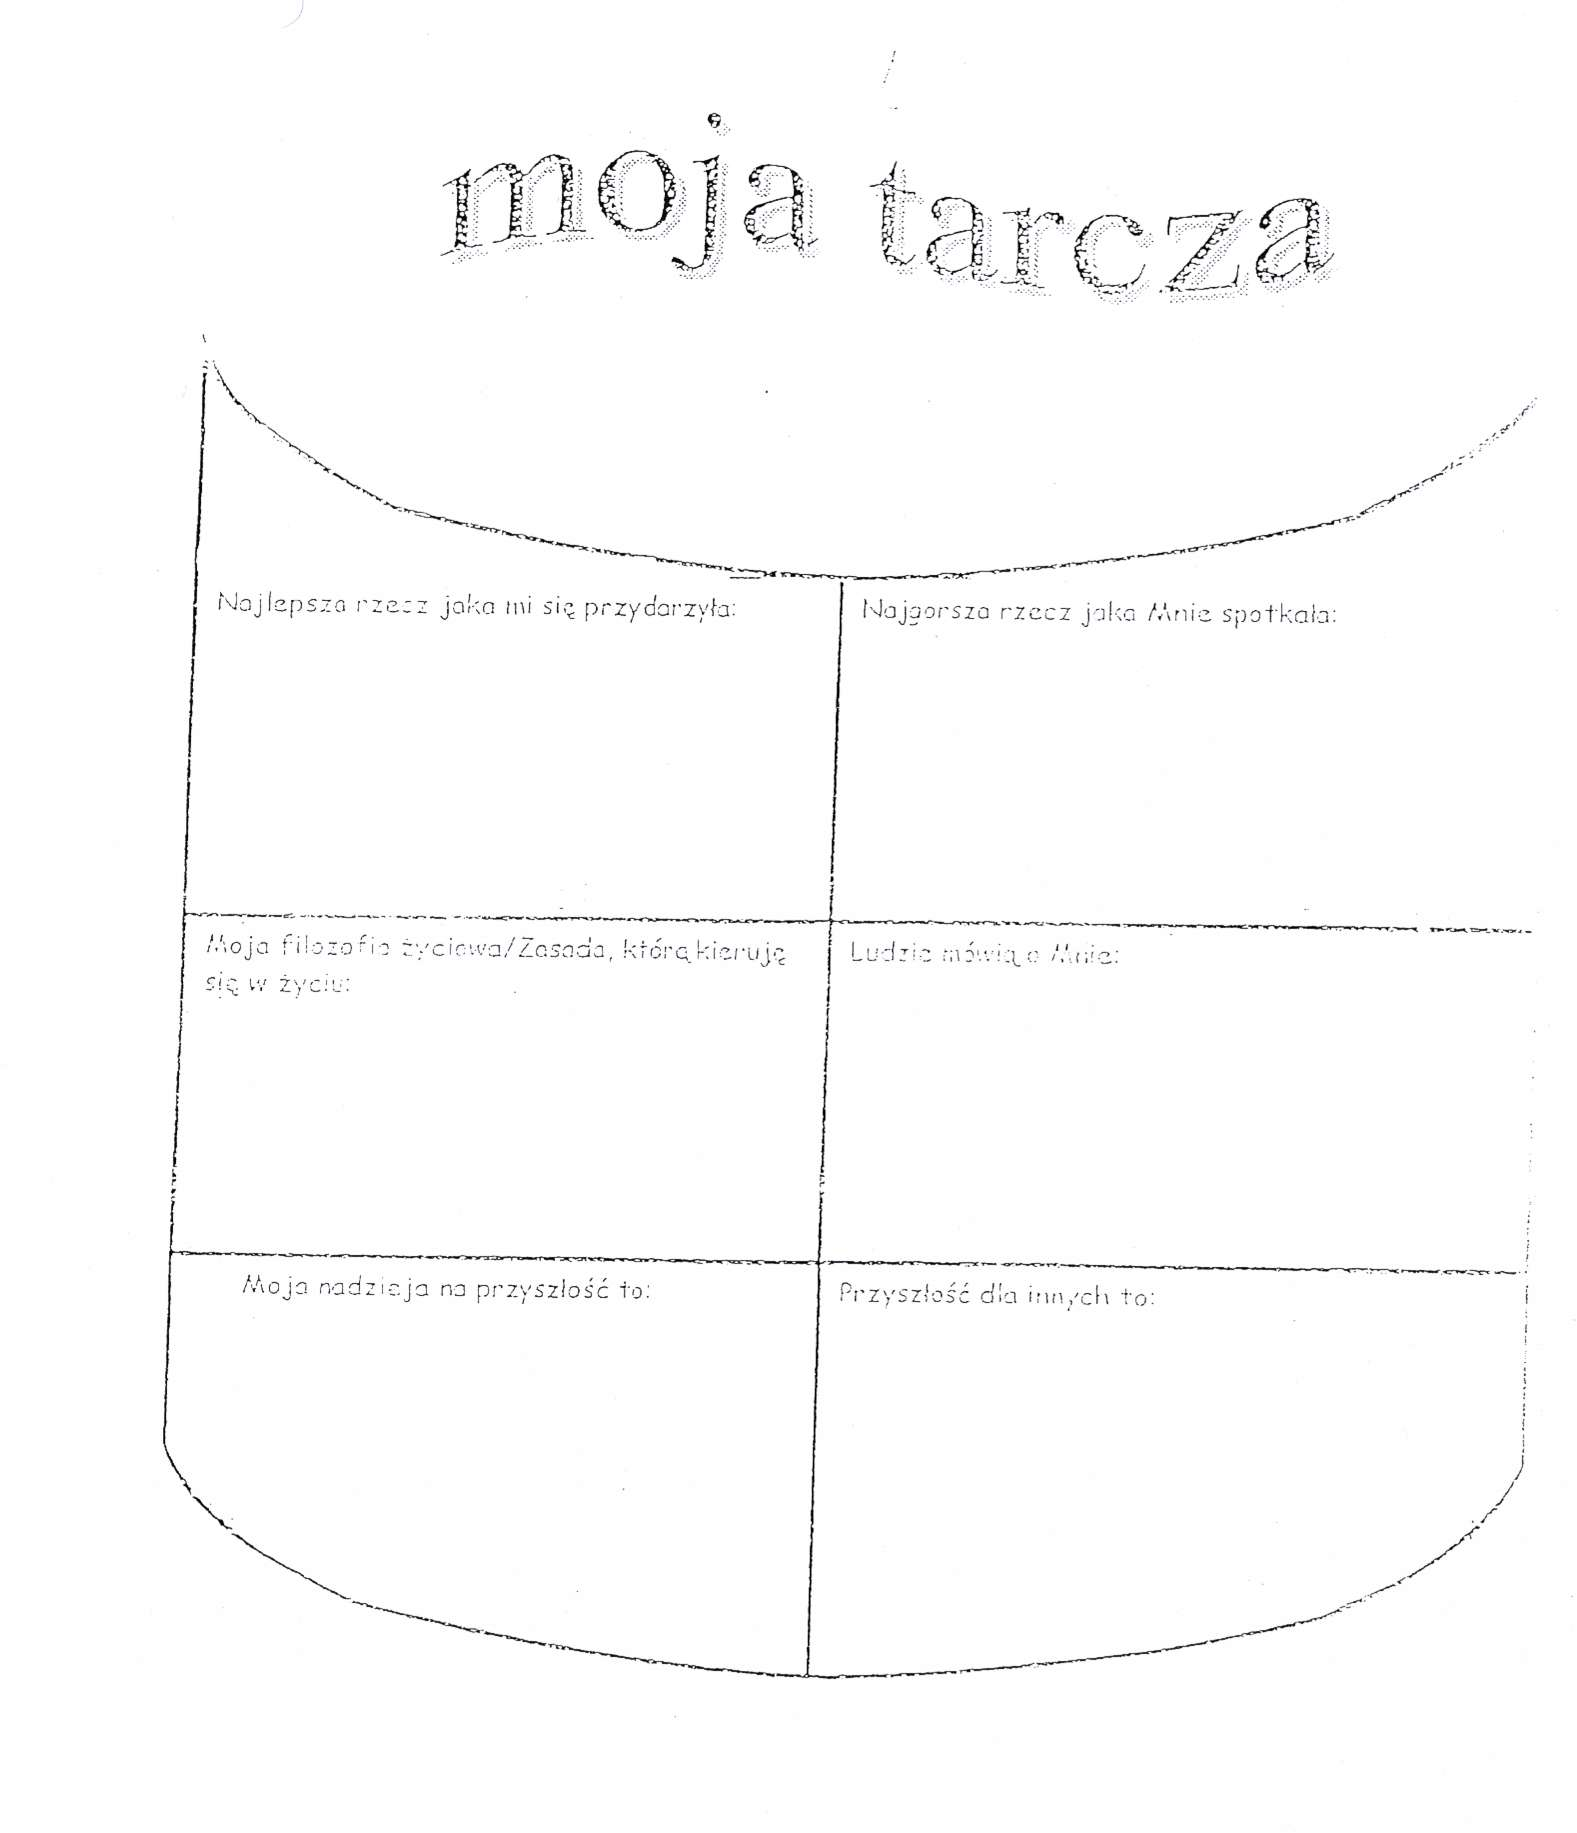 moja tarcza
Najlepsza rzecz jaka mi się przydarzyła:
Najgorsza rzecz jaka Mnie spotkała:
Moja filozofia życiowa/Zasada, którą kieruję
się w życiu:
Ludzie mówią o Mnie:
Moja nadzieja na przyszłość to:
Przyszłość dla innych to: